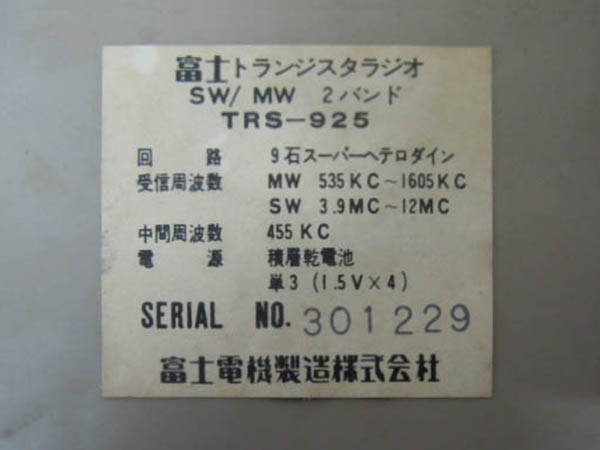 富士トランジスタラジオ
SW/ MW 2バンド
TRS-925
回路 9石スーパーヘテロダイン
受信周波数 MW 535KC~1605KC
SW 3.9MC~12MC
中間周波数 455KC
電源 積層乾電池
単3(1.5V×4)
SERIAL NO. 301229
富士電機製造株式会社